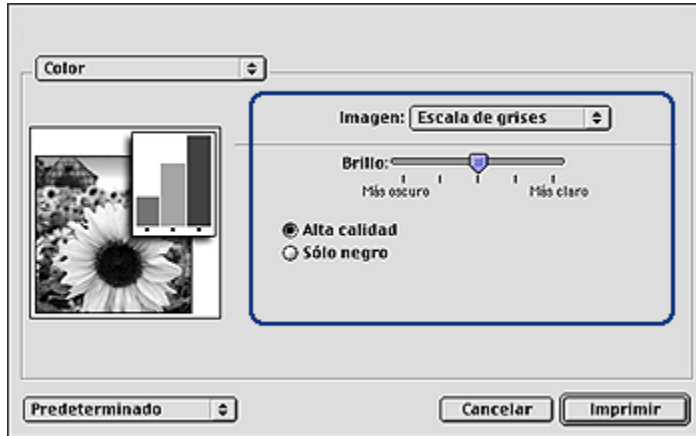 Color
Imagen: Escala de grises
Brillo:
Más oscuro Más claro
Alta calidad
Sólo negro
Predeterminado Cancelar Imprimir